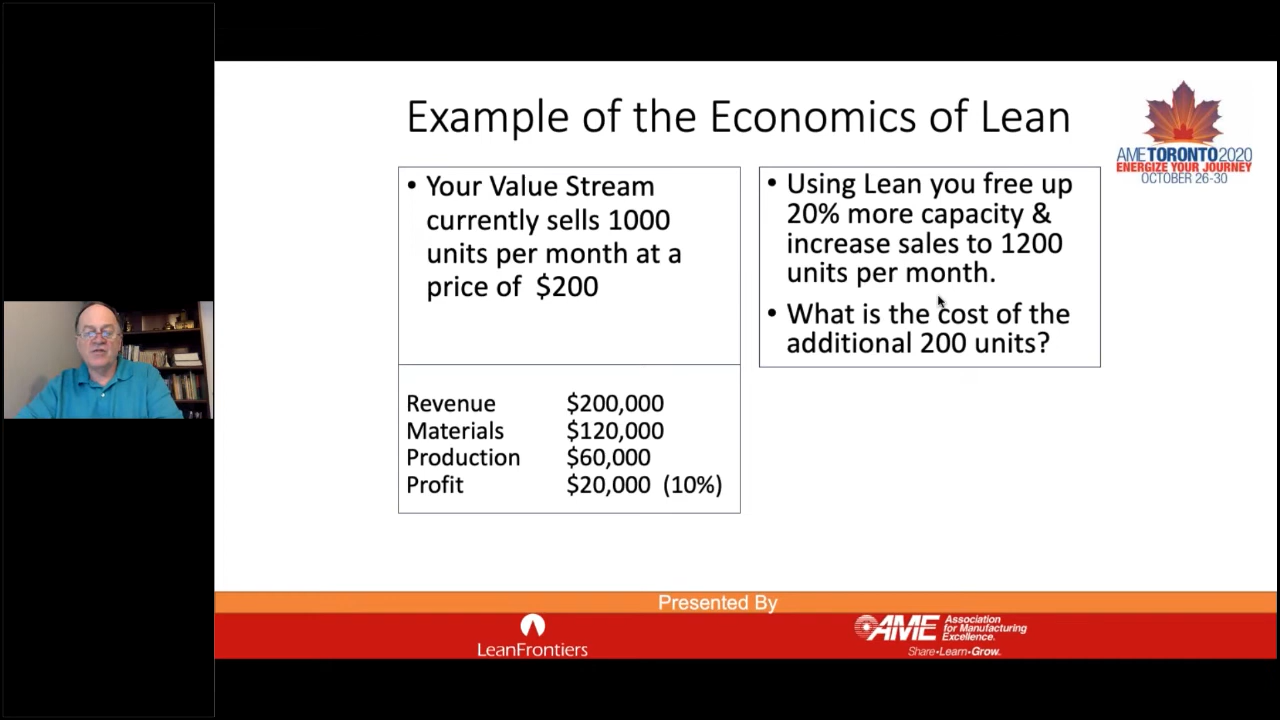 Example of the Economics of Lean
AMETORONTO2020
ENERGIZE YOUR JOURNEY
OCTOBER 26-30
• Your Value Stream
currently sells 1000
units per month at a
price of $200
Revenue $200,000
Materials $120,000
Production $60,000
Profit $20,000 (10%)
• Using Lean you free up
20% more capacity &
increase sales to 1200
units per month.
• What is the cost of the
additional 200 units?
Presented By
LeanFrontiers
AME Association
for Manufacturing
Excellence.
Share•Learn•Grow.